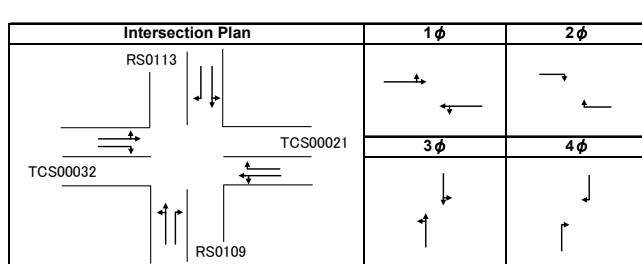 Intersection Plan
1φ
2φ
RS0113
TCS00021
3φ
4φ
TCS00032
RS0109